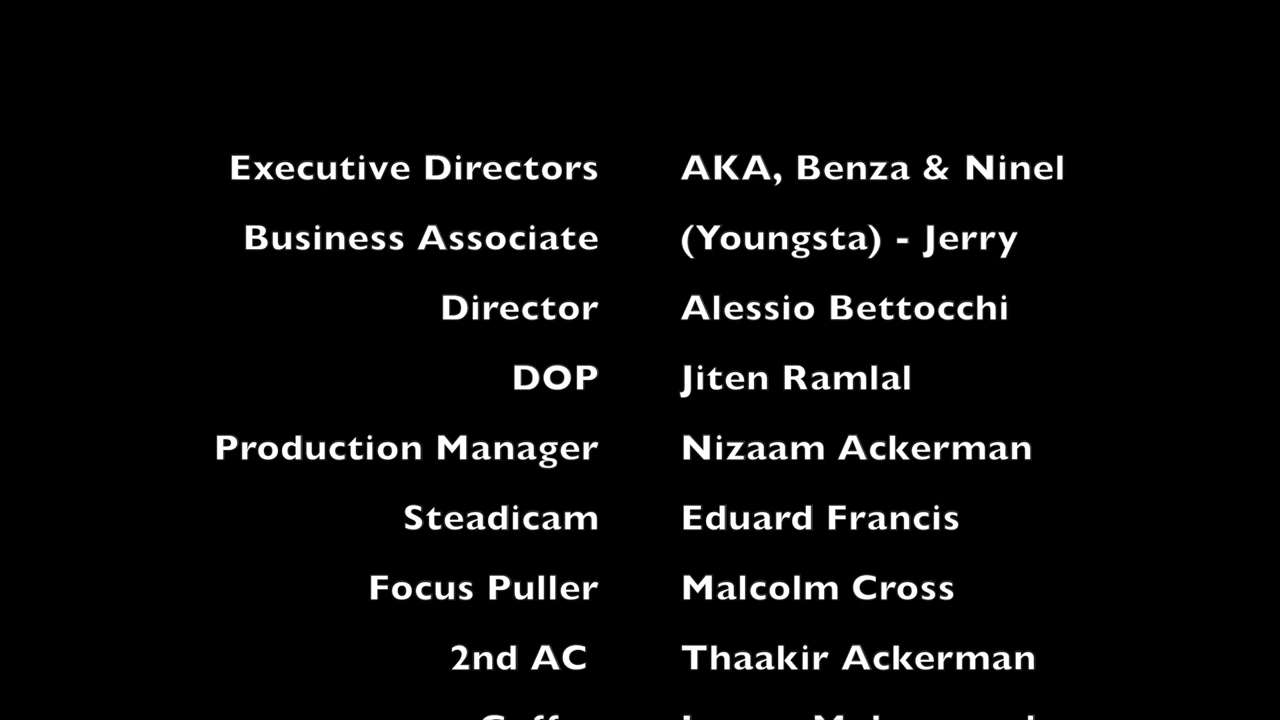 Executive Directors AKA, Benza & Ninel
Business Associate (Youngsta) - Jerry
Director Alessio Bettocchi
DOP Jiten Ramlal
Production Manager Nizaam Ackerman
Steadicam Eduard Francis
Focus Puller Malcolm Cross
2nd AC Thaakir Ackerman